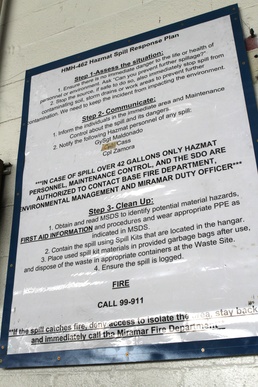 HMH-462 Hazmat Spill Response Plan
Step 1-Assess the situation:
1. Ensure there is no immediate danger to the life or health of
personnel or environment. Ask "Can you prevent further spillage?"
2. Stop the source, if safe to do so, also immediately stop spill from
contaminating soil, storm drains or work areas by preventing further
contamination. We need to keep the incident from impacting the environment.
Step 2- Communicate:
1. Inform the individuals in the immediate area and Maintenance
Control about the spill and its dangers.
2. Notify the following Hazmat personnel of any spill:
GySgt Maldonado
Cass
Cpl Zamora
***IN CASE OF SPILL OVER 42 GALLONS ONLY HAZMAT
PERSONNEL, MAINTENANCE CONTROL, AND THE SDO ARE
AUTHORIZED TO CONTACT BASE FIRE DEPARTMENT,
ENVIRONMENTAL MANAGEMENT AND MIRAMAR DUTY OFFICER***
Step 3- Clean Up:
1. Obtain and read MSDS to identify potential material hazards,
FIRST AID INFORMATION and procedures and wear appropriate PPE as
indicated in MSDS.
2. Contain the spill using Spill Kits that are located in the hangar.
3. Place used spill kit materials in provided garbage bags after use,
and dispose of the waste in appropriate containers at the Waste Site.
4. Ensure the spill is logged.
FIRE
CALL 99-911
*If the spill catches fire, deny access to isolate the area, stay back
and immediately call the Miramar Fire Department.